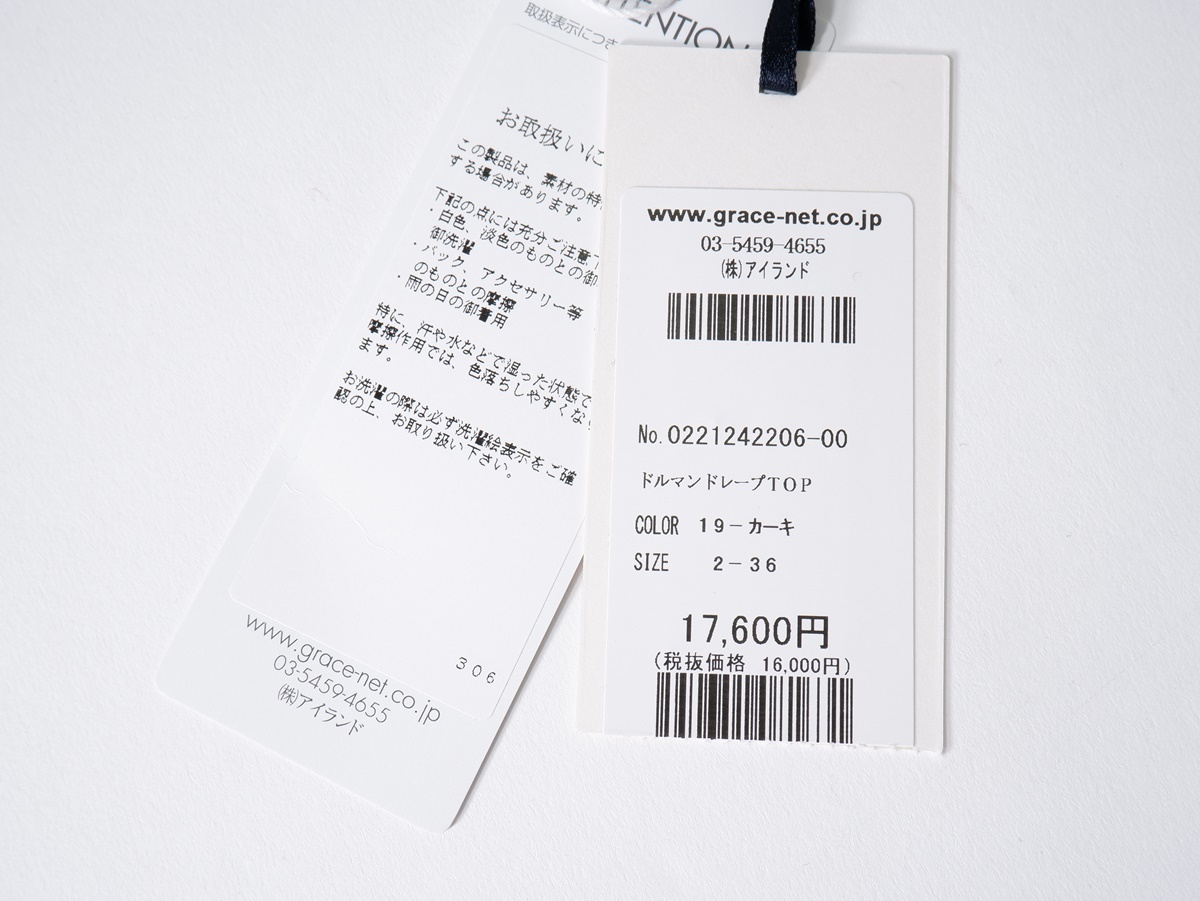 取扱表示につき
TENTION
お取扱いに
この製品は、素材の特
する場合があります。
下記の点には充分ご注意下
・白色、淡色のものとの御
御洗濯
・バック、アクセサリー等
のものとの摩擦
・雨の日の御着用
特に、汗や水などで湿った状態で
摩擦作用では、色落ちしやすくなり
ます。
お洗濯の際は必ず洗濯絵表示をご確
認の上、お取り扱い下さい。
306
www.grace-net.co.jp
03-5459-4655
(株)アイランド
www.grace-net.co.jp
03-5459-4655
(株)アイランド
No.0221242206-00
ドルマンドレープTOP
COLOR 19-カーキ
SIZE 2-36
17,600円
(税抜価格 16,000円)